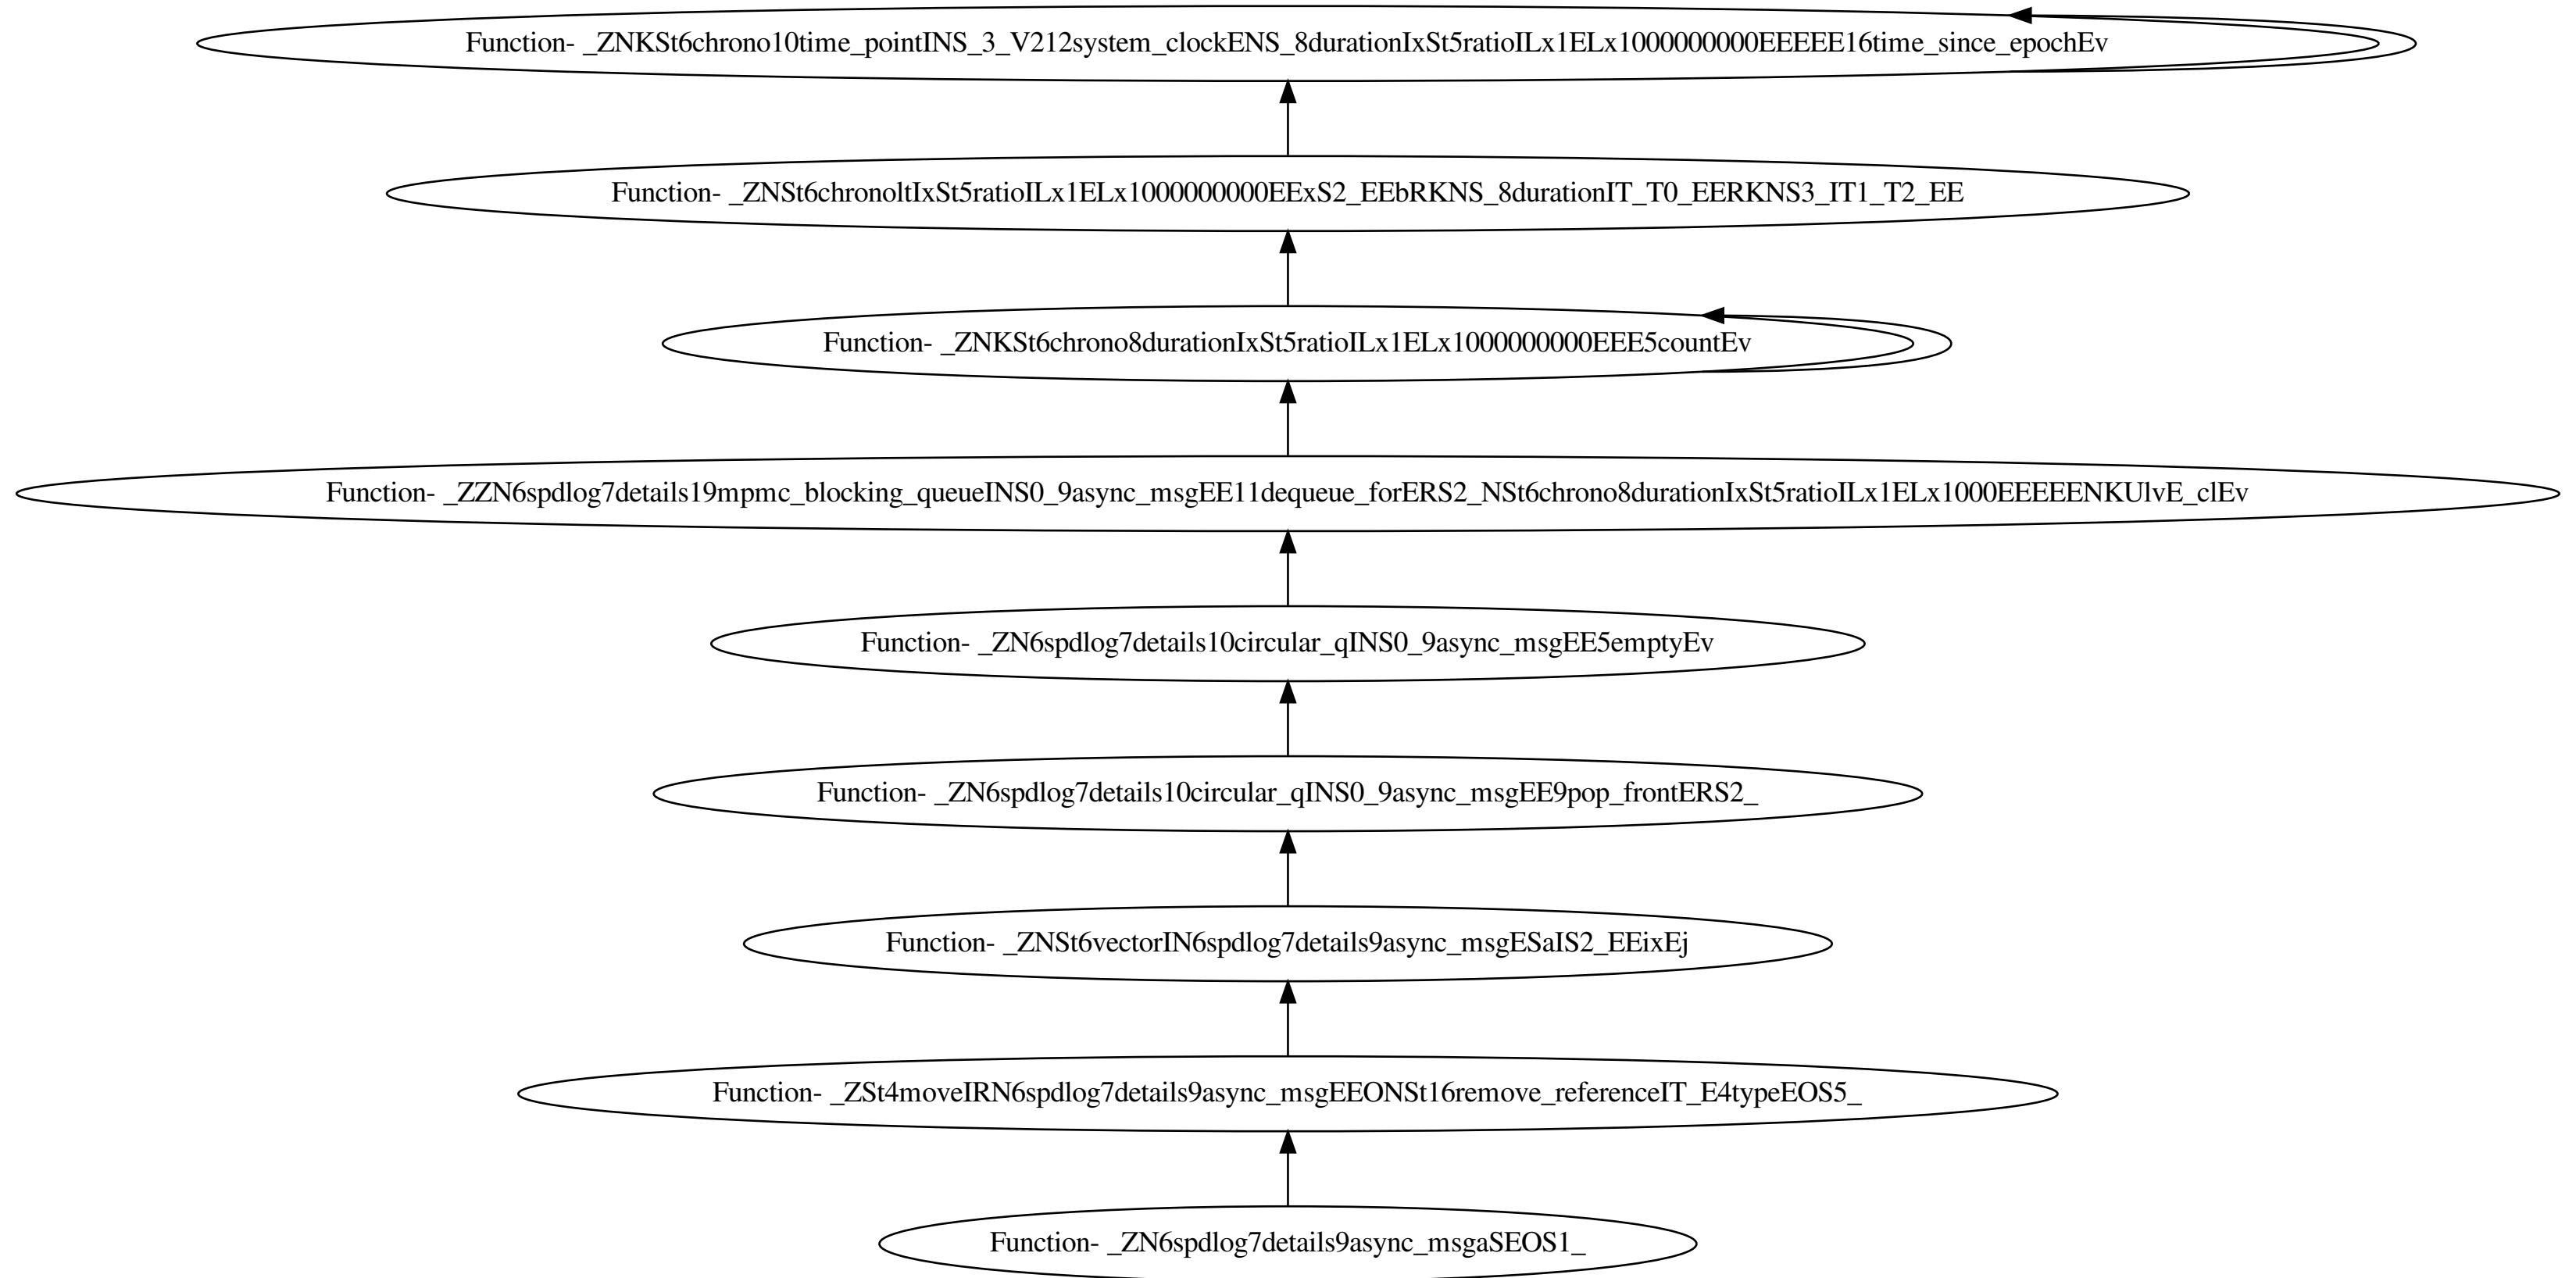 Function- _ZNKSt6chrono10time_pointINS_3_V212system_clockENS_8durationIxSt5ratioILx1ELx1000000000EEEEE16time_since_epochEv
Function- _ZNSt6chronoltIxSt5ratioILx1ELx1000000000EExS2_EEbRKNS_8durationIT_T0_EERKNS3_IT1_T2_EE
Function- _ZNKSt6chrono8durationIxSt5ratioILx1ELx1000000000EEE5countEv
Function- _ZZN6spdlog7details19mpmc_blocking_queueINS0_9async_msgEE11dequeue_forERS2_NSt6chrono8durationIxSt5ratioILx1ELx1000EEEEENKUlvE_clEv
Function- _ZN6spdlog7details10circular_qINS0_9async_msgEE5emptyEv
Function- _ZN6spdlog7details10circular_qINS0_9async_msgEE9pop_frontERS2_
Function- _ZNSt6vectorIN6spdlog7details9async_msgESaIS2_EEixEj
Function- _ZSt4moveIRN6spdlog7details9async_msgEEONSt16remove_referenceIT_E4typeEOS5_
Function- _ZN6spdlog7details9async_msgaSEOS1_